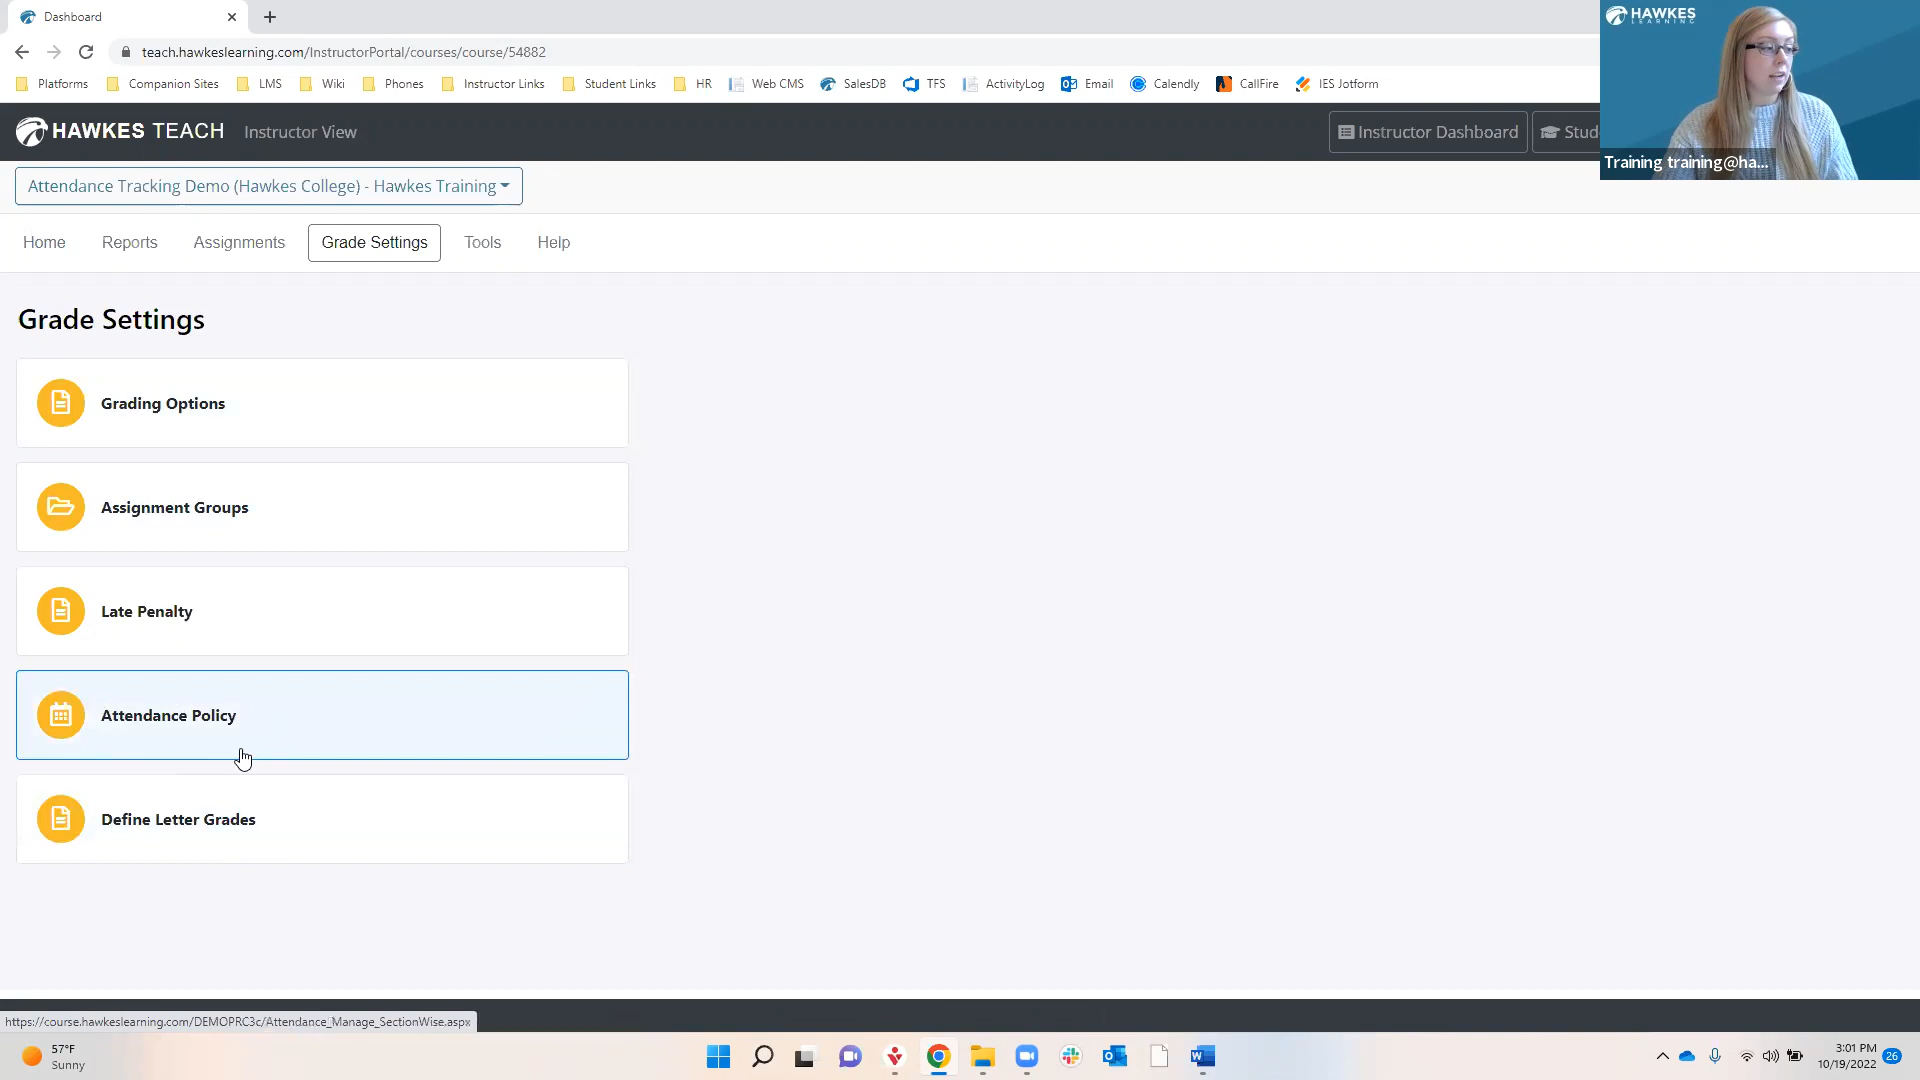 Dashboard
teach.hawkeslearning.com/InstructorPortal/courses/course/54882
Platforms Companion Sites LMS Wiki Phones Instructor Links Student Links HR Web CMS SalesDB TFS ActivityLog Email Calendly CallFire IES Jotform
HAWKES LEARNING
HAWKES TEACH Instructor View
Instructor Dashboard Stud
Training training@ha...
Attendance Tracking Demo (Hawkes College) - Hawkes Training
Home Reports Assignments Grade Settings Tools Help
Grade Settings
Grading Options
Assignment Groups
Late Penalty
Attendance Policy
Define Letter Grades
https://course.hawkeslearning.com/DEMOPRC3c/Attendance_Manage_SectionWise.aspx
57°F
Sunny
3:01 PM
10/19/2022
26